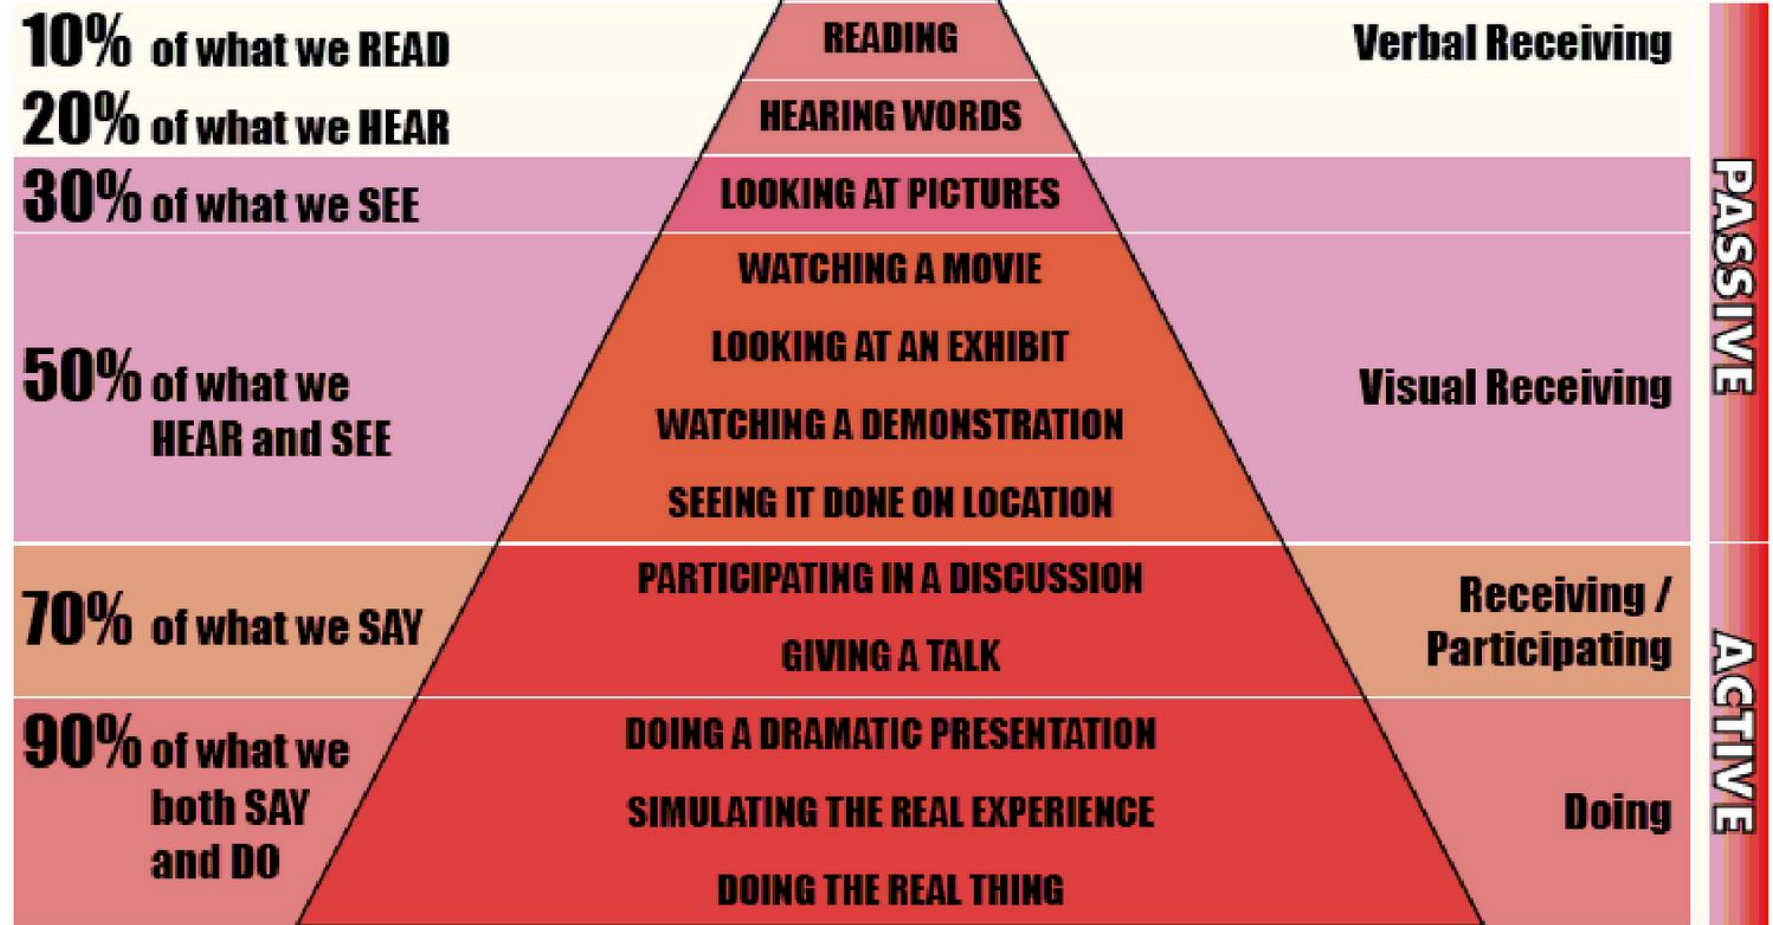 10% of what we READ
READING
Verbal Receiving
20% of what we HEAR
HEARING WORDS
30% of what we SEE
LOOKING AT PICTURES
50% of what we
HEAR and SEE
WATCHING A MOVIE
LOOKING AT AN EXHIBIT
WATCHING A DEMONSTRATION
SEEING IT DONE ON LOCATION
Visual Receiving
PASSIVE
70% of what we SAY
PARTICIPATING IN A DISCUSSION
GIVING A TALK
Receiving /
Participating
90% of what we
both SAY
and DO
DOING A DRAMATIC PRESENTATION
SIMULATING THE REAL EXPERIENCE
DOING THE REAL THING
Doing
ACTIVE